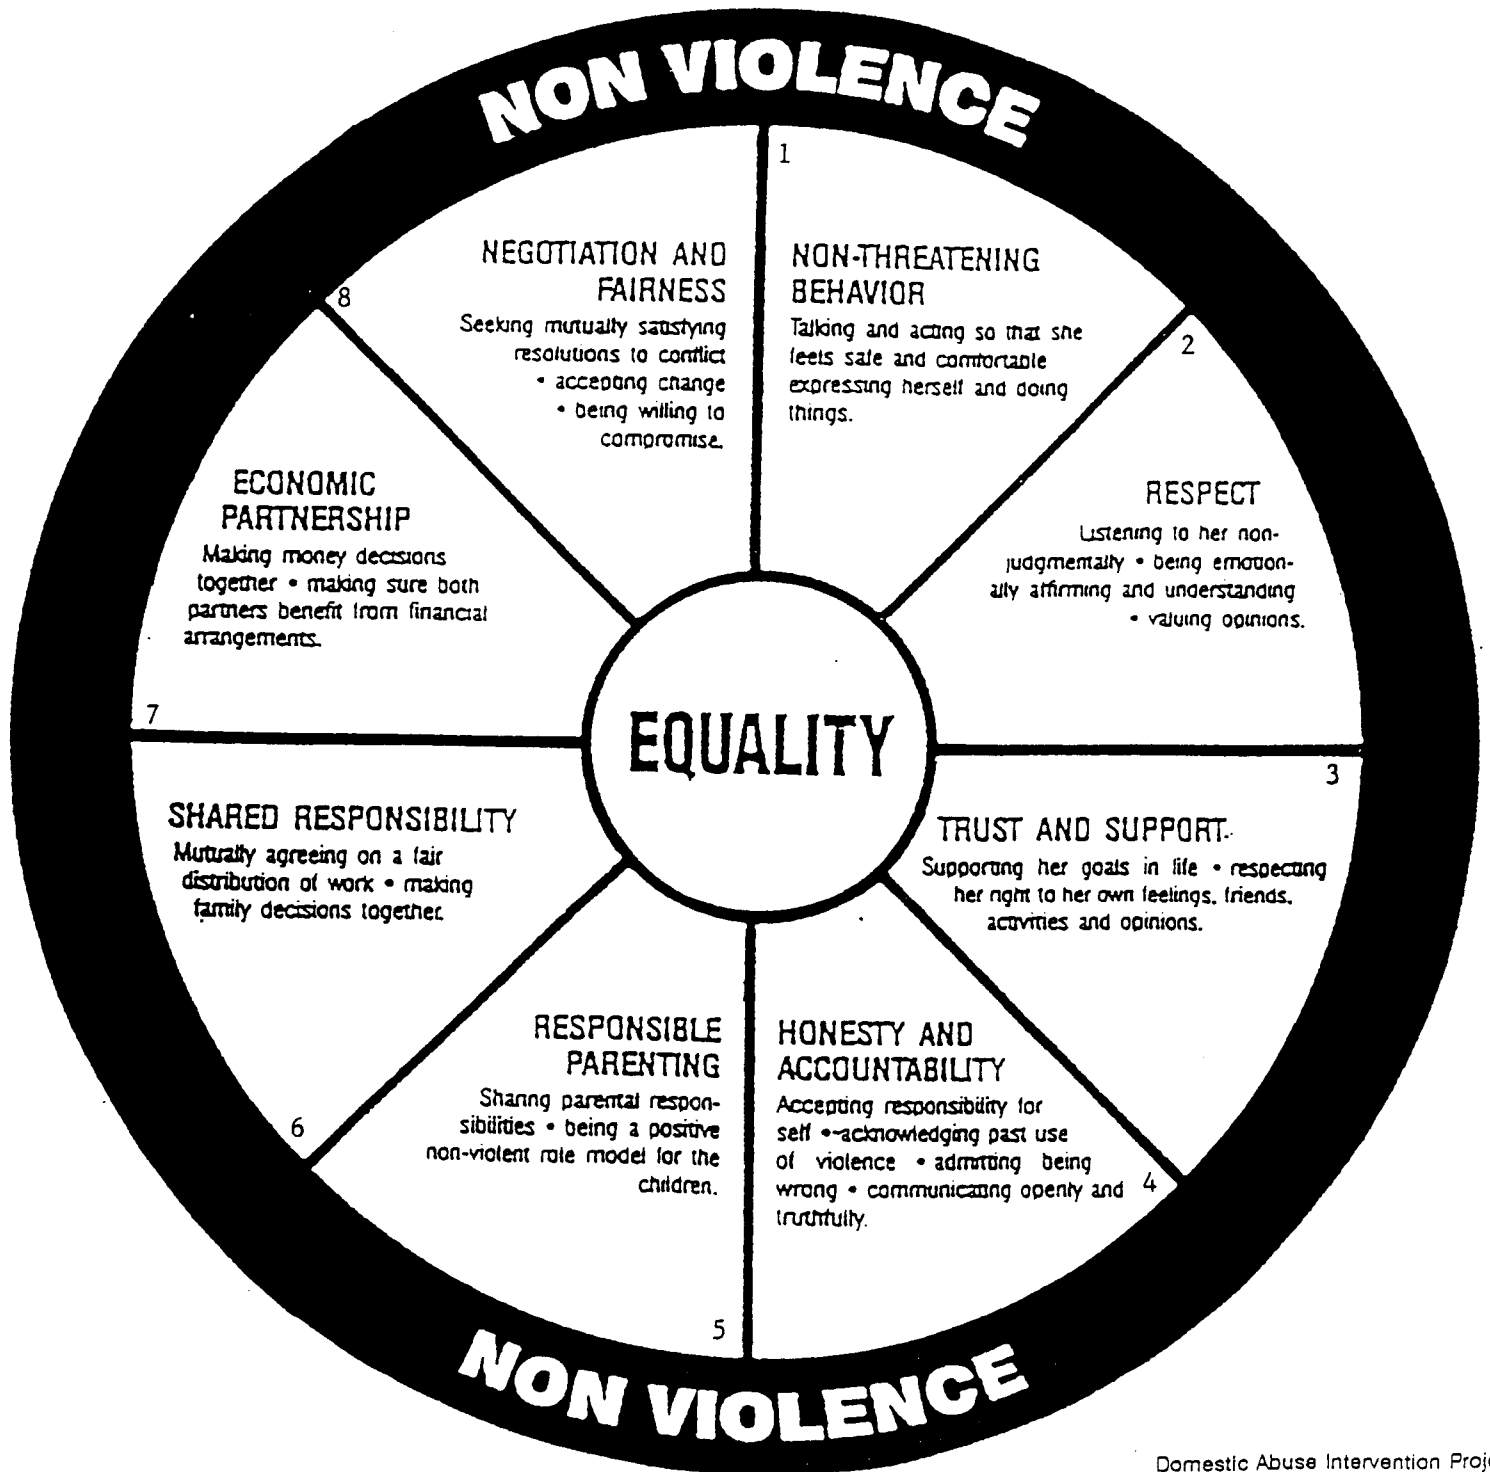 NON VIOLENCE
1
NON-THREATENING
BEHAVIOR
Talking and acting so that she
feels safe and comfortable
expressing herself and doing
things.
2
RESPECT
Listening to her non-
judgmentally • being emotion-
ally affirming and understanding
• valuing opinions.
3
TRUST AND SUPPORT
Supporting her goals in life • respecting
her right to her own feelings, friends,
activities and opinions.
4
HONESTY AND
ACCOUNTABILITY
Accepting responsibility for
self • acknowledging past use
of violence • admitting being
wrong • communicating openly and
truthfully.
5
RESPONSIBLE
PARENTING
Sharing parental respon-
sibilities • being a positive
non-violent role model for the
children.
6
SHARED RESPONSIBILITY
Mutually agreeing on a fair
distribution of work • making
family decisions together.
7
ECONOMIC
PARTNERSHIP
Making money decisions
together • making sure both
partners benefit from financial
arrangements.
8
NEGOTIATION AND
FAIRNESS
Seeking mutually satisfying
resolutions to conflict
• accepting change
• being willing to
compromise.
EQUALITY
NON VIOLENCE
Domestic Abuse Intervention Proj